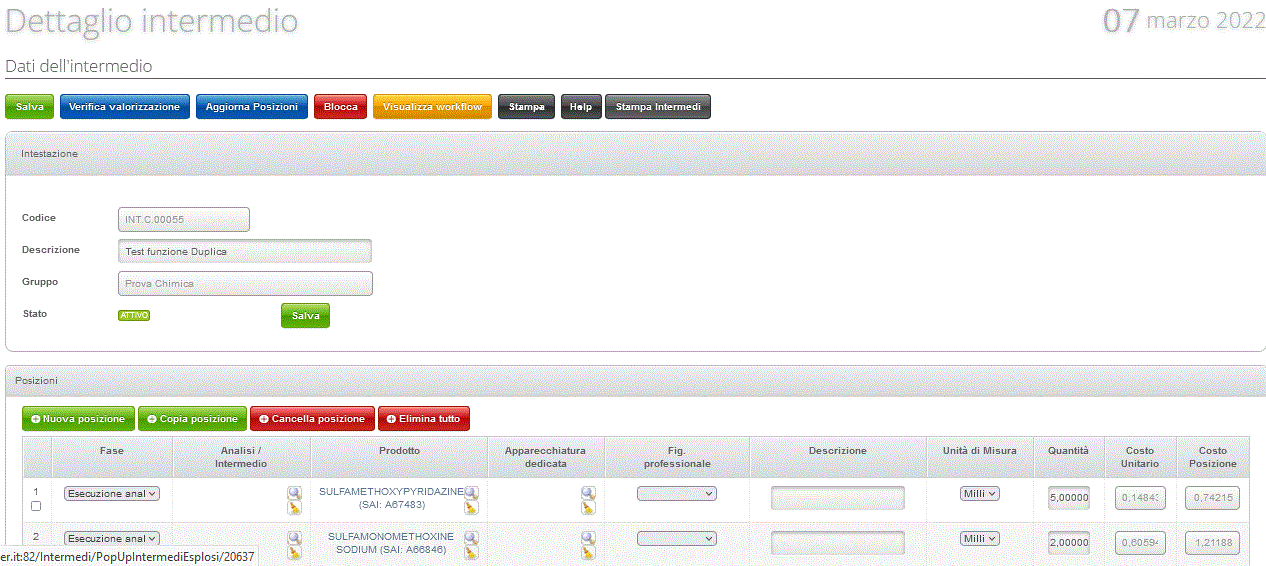 Dettaglio intermedio
07 marzo 2022
Dati dell'intermedio
Salva Verifica valorizzazione Aggiorna Posizioni Blocca Visualizza workflow Stampa Help Stampa Intermedi
Intestazione
Codice INT.C.00055
Descrizione Test funzione Duplica
Gruppo Prova Chimica
Stato ATTIVO Salva
Posizioni
Nuova posizione Copia posizione Cancella posizione Elimina tutto
Fase Analisi / Intermedio Prodotto Apparecchiatura dedicata Fig. professionale Descrizione Unità di Misura Quantità Costo Unitario Costo Posizione
1 Esecuzione anal SULFAMETHOXYPYRIDAZINE (SAI: A67483) Milli 5,00000 0,1484 0,74215
2 Esecuzione anal SULFAMONOMETHOXINE SODIUM (SAI: A66846) Milli 2,00000 0,6059 1,21188
er.it:82/Intermedi/PopUpIntermediEsplosi/20637